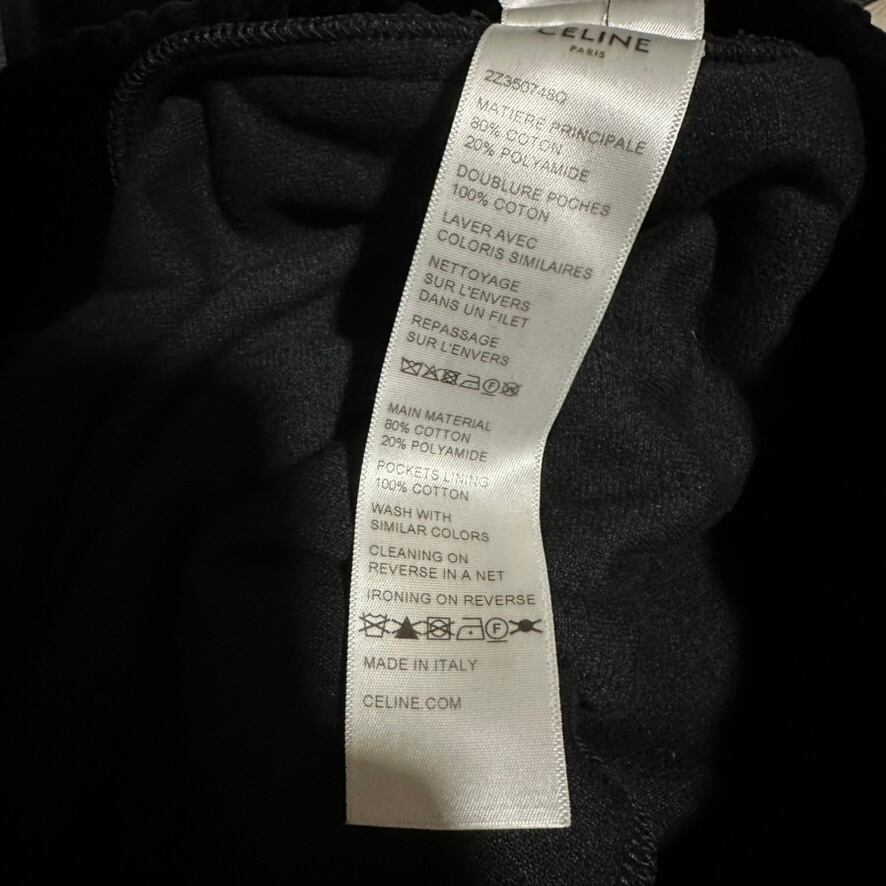 CELINE
PARIS
2Z350748Q
MATIERE PRINCIPALE
80% COTON
20% POLYAMIDE
DOUBLURE POCHES
100% COTON
LAVER AVEC
COLORIS SIMILAIRES
NETTOYAGE
SUR L'ENVERS
DANS UN FILET
REPASSAGE
SUR L'ENVERS
F
MAIN MATERIAL
80% COTTON
20% POLYAMIDE
POCKETS LINING
100% COTTON
WASH WITH
SIMILAR COLORS
CLEANING ON
REVERSE IN A NET
IRONING ON REVERSE
F
MADE IN ITALY
CELINE.COM